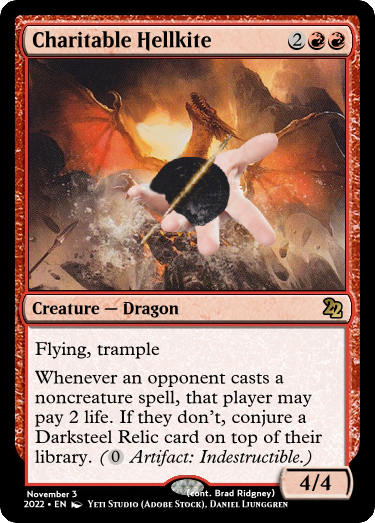 Charitable Hellkite 2
Creature — Dragon
Flying, trample
Whenever an opponent casts a
noncreature spell, that player may
pay 2 life. If they don't, conjure a
Darksteel Relic card on top of their
library. (0 Artifact: Indestructible.)
4/4
November 3
(cont. Brad Ridgney)
2022 • EN Yeti Studio (Adobe Stock), Daniel Ljunggren